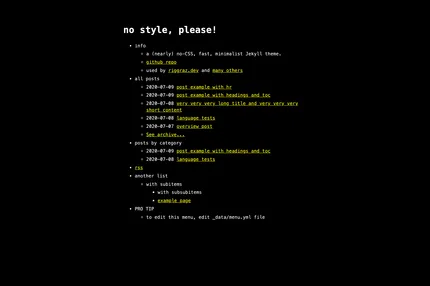 no style, please!
info
a (nearly) no-CSS, fast, minimalist Jekyll theme.
github repo
used by riggraz.dev and many others
all posts
2020-07-09 post example with hr
2020-07-09 post example with headings and toc
2020-07-08 very very very long title and very very very
short content
2020-07-08 language tests
2020-07-07 overview post
See archive...
posts by category
2020-07-09 post example with headings and toc
2020-07-08 language tests
rss
another list
with subitems
with subsubitems
example page
PRO TIP
to edit this menu, edit _data/menu.yml file